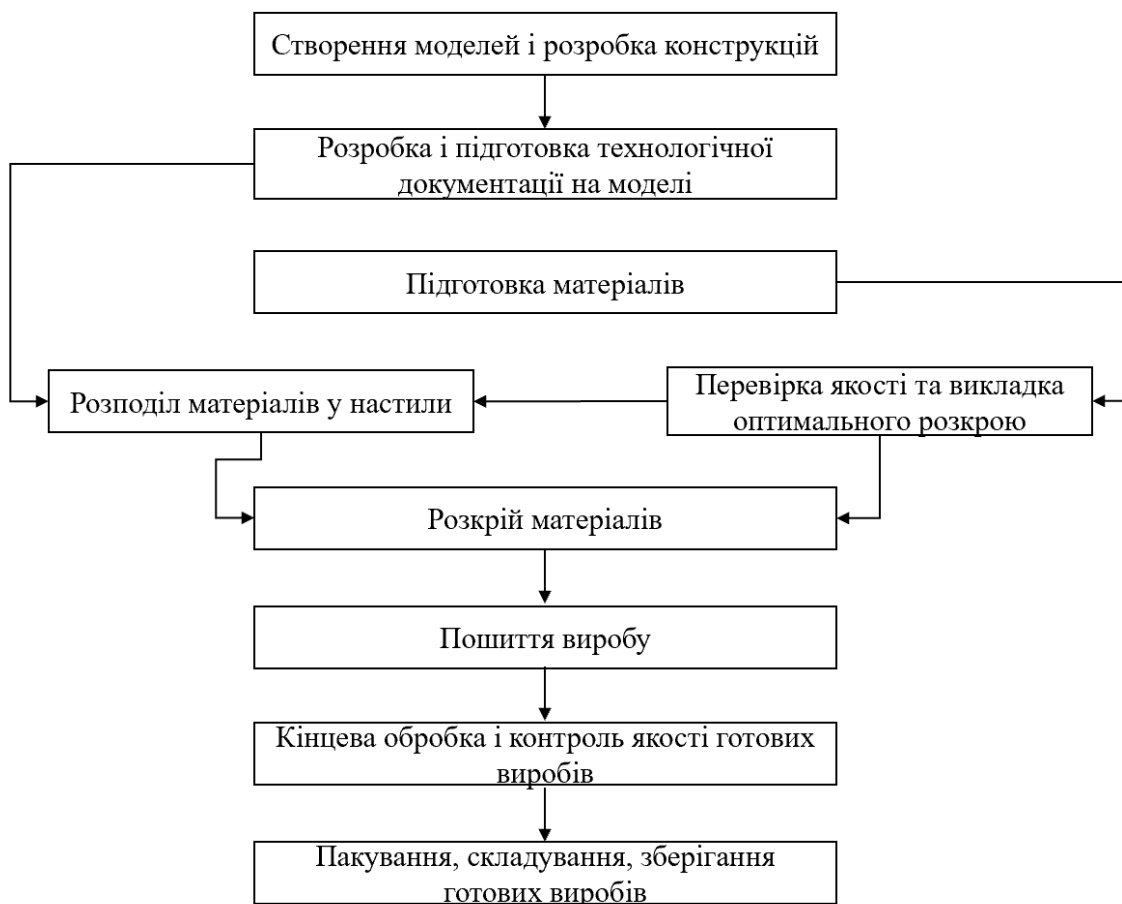 Створення моделей і розробка конструкцій
Розробка і підготовка технологічної
документації на моделі
Підготовка матеріалів
Розподіл матеріалів у настили
Перевірка якості та викладка
оптимального розкрою
Розкрій матеріалів
Пошиття виробу
Кінцева обробка і контроль якості готових
виробів
Пакування, складування, зберігання
готових виробів